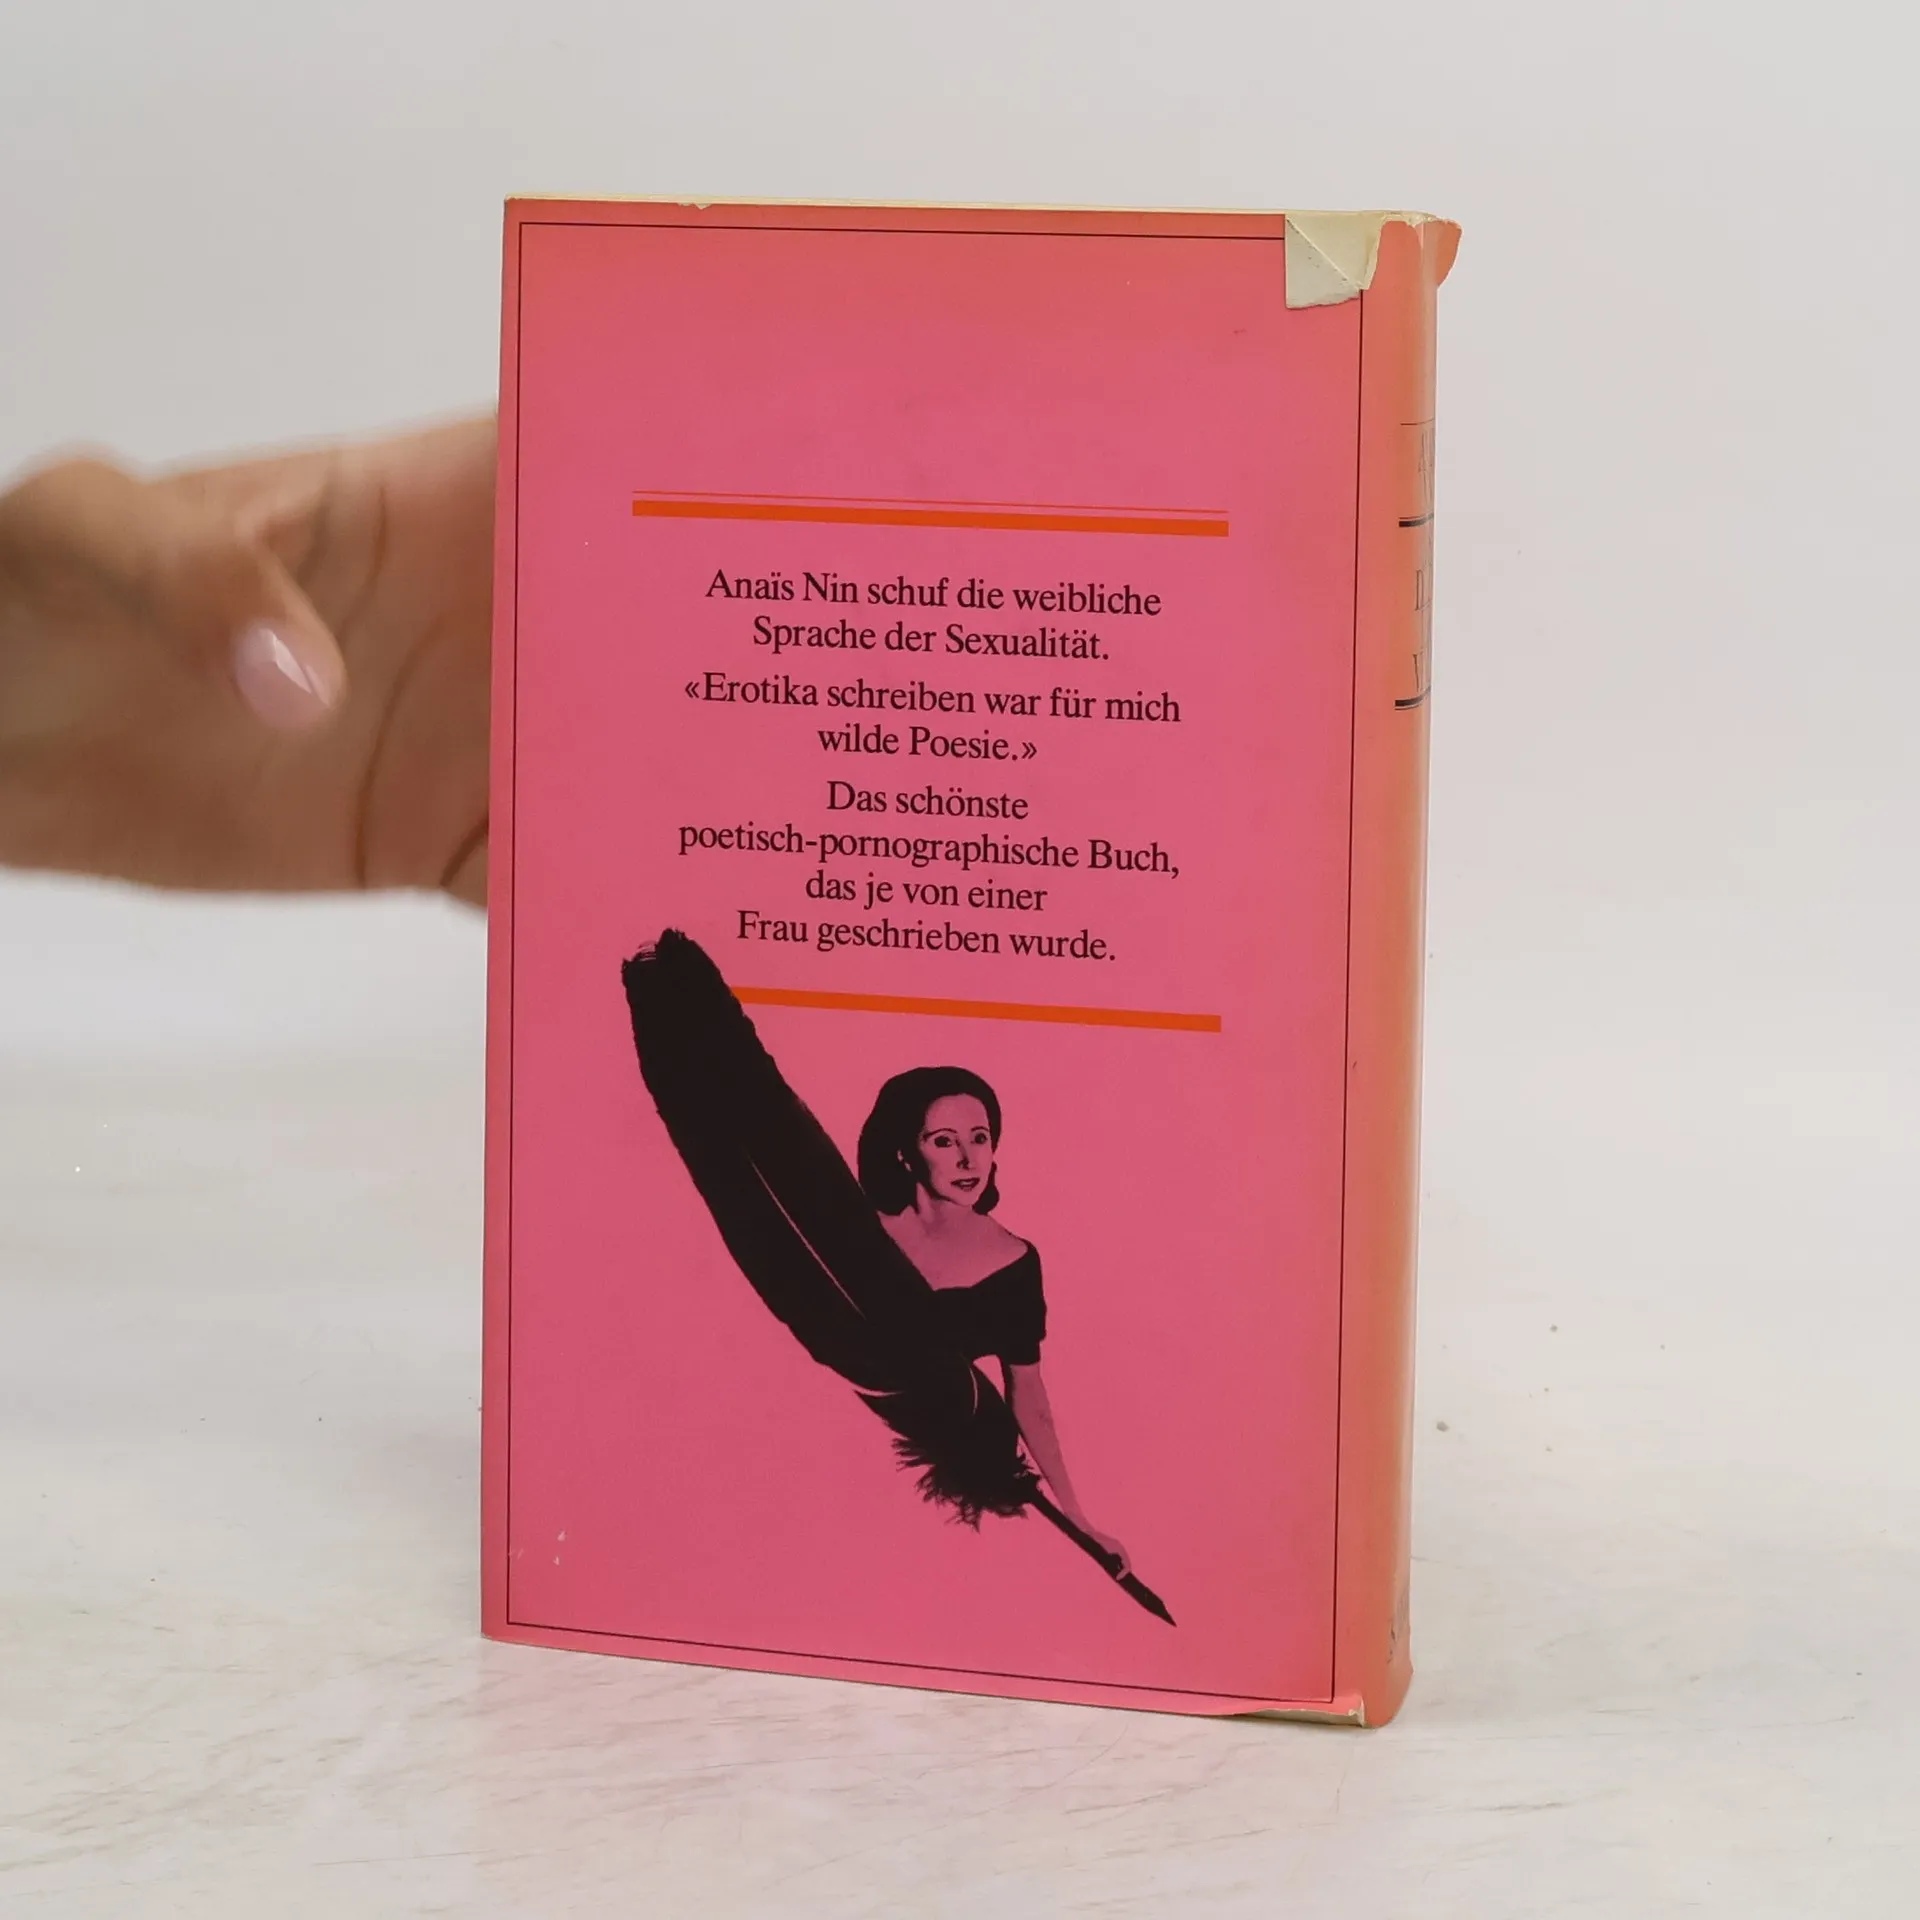 Anaïs Nin schuf die weibliche
Sprache der Sexualität.
«Erotika schreiben war für mich
wilde Poesie.»
Das schönste
poetisch-pornographische Buch,
das je von einer
Frau geschrieben wurde.